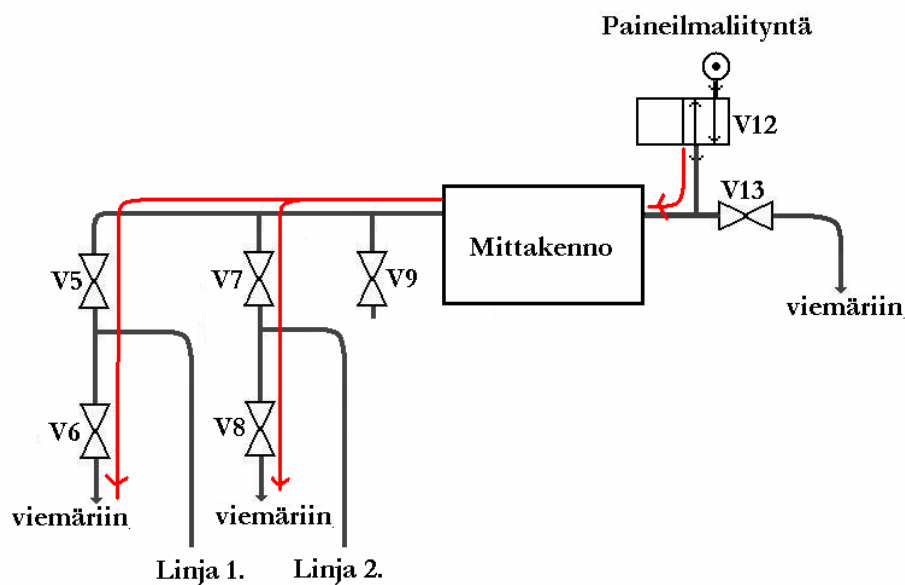 Paineilmaliityntä
V12
V13
Mittakenno
V5
V7
V9
viemäriin
V6
V8
viemäriin
viemäriin
Linja 1.
Linja 2.